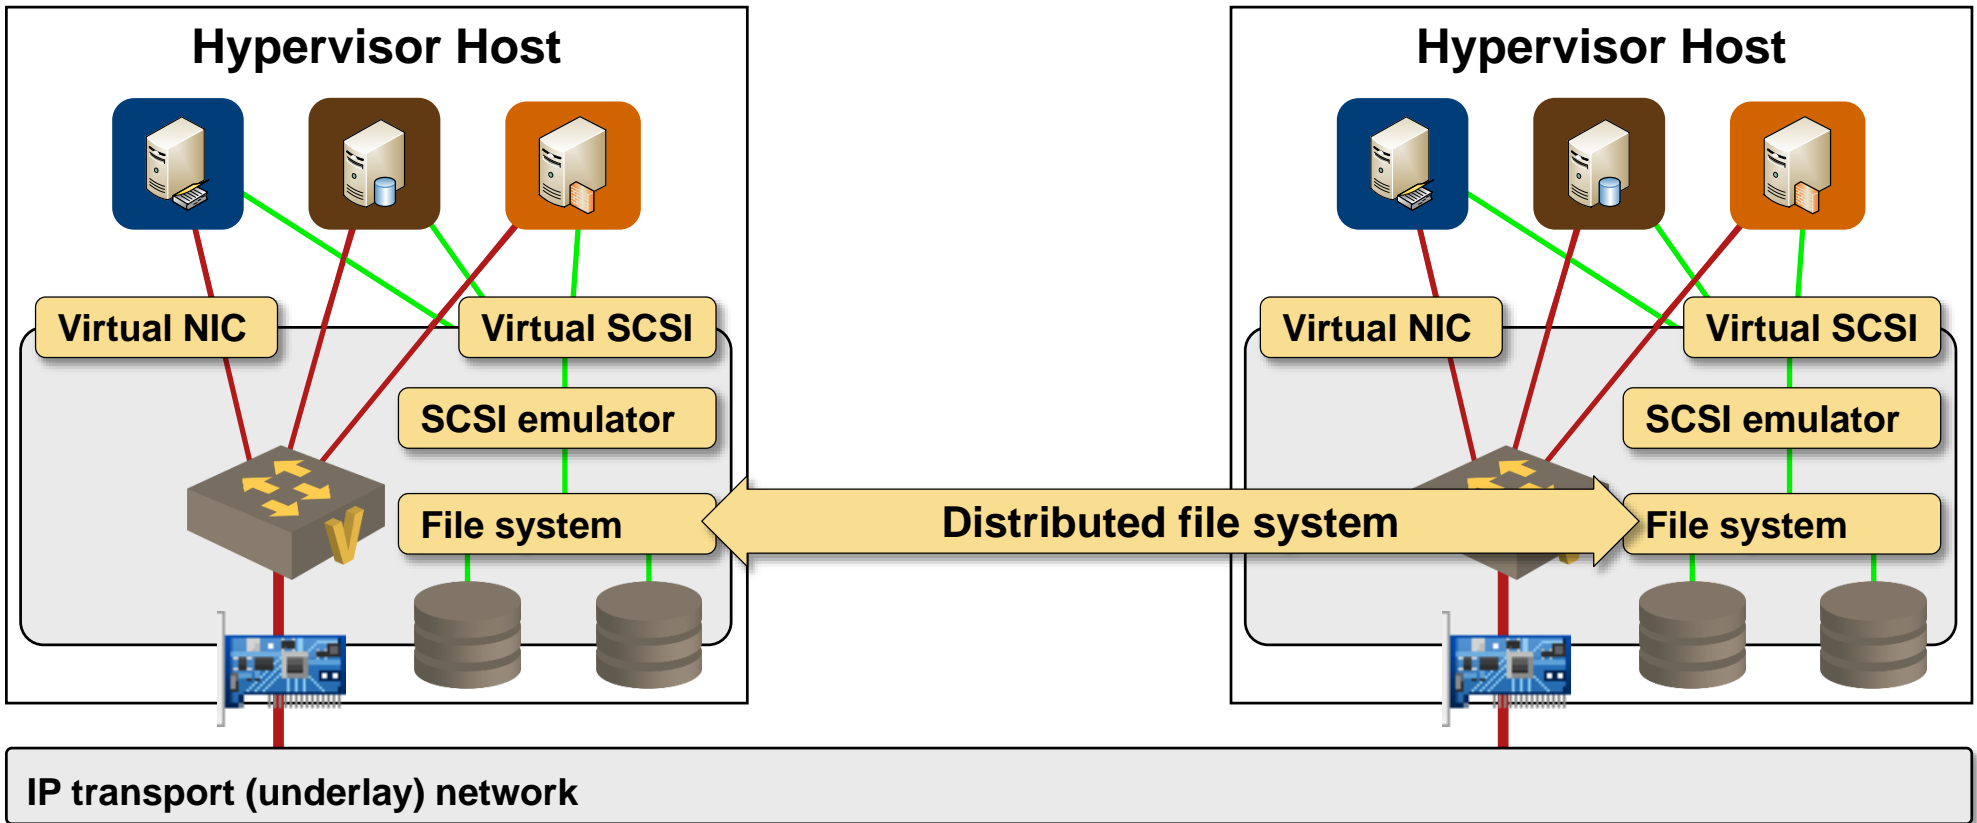 Hypervisor Host
Hypervisor Host
Virtual NIC
Virtual SCSI
Virtual NIC
Virtual SCSI
SCSI emulator
SCSI emulator
File system
Distributed file system
File system
IP transport (underlay) network